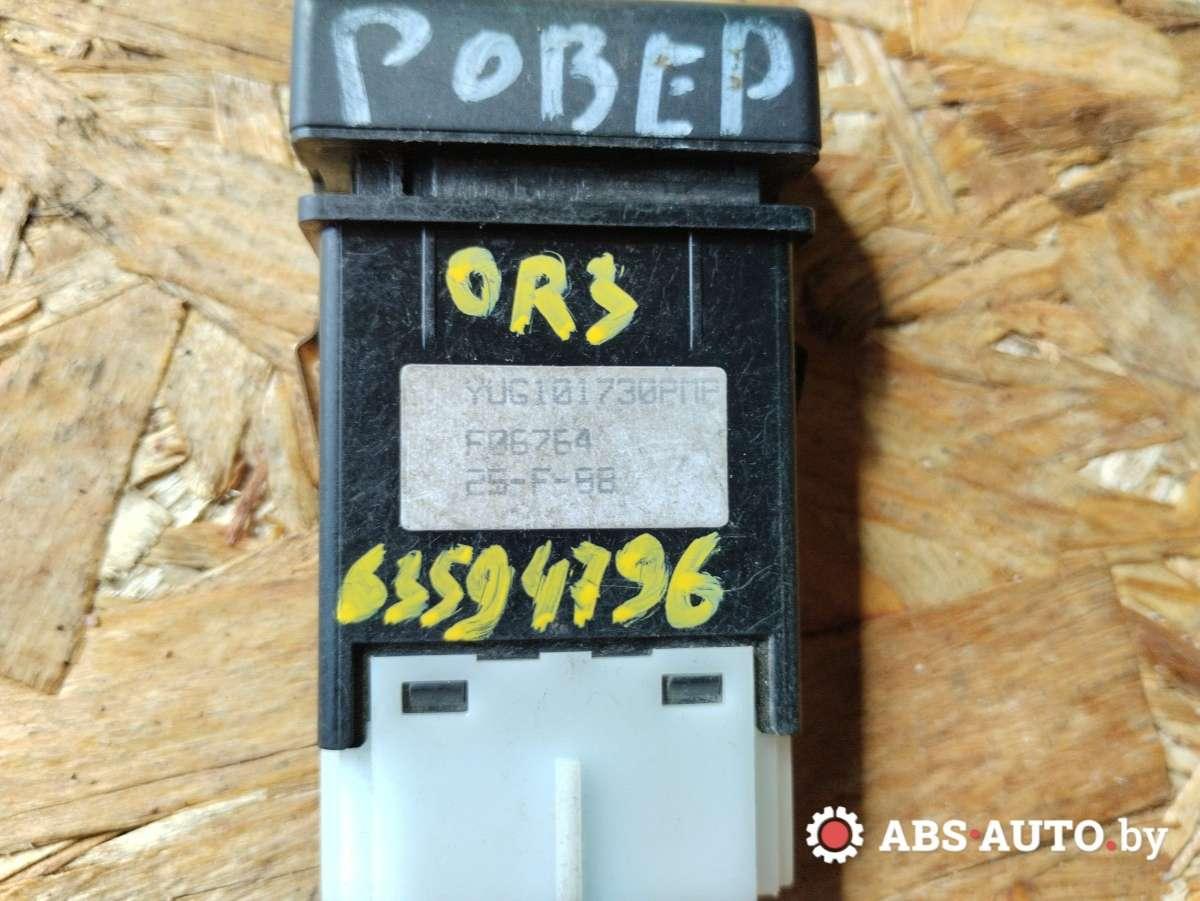 РОВЕР
OR3
YUG101730PMP
F06764
25-F-98
63594796
ABS·AUTO.by